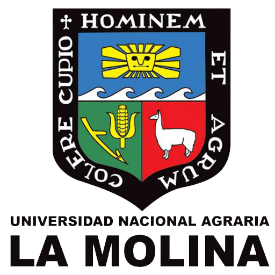 COLERE CUPIO ✝ HOMINEM ET AGRUM
UNIVERSIDAD NACIONAL AGRARIA
LA MOLINA